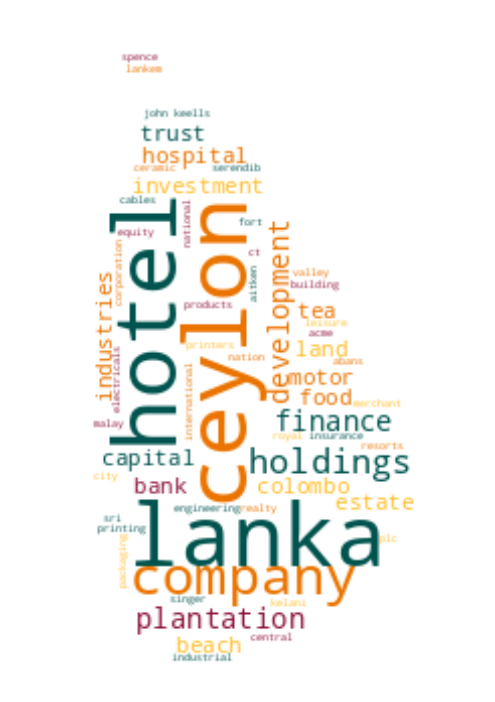 spence
lankem
john keells
trust
hospital
ceramic serendib
investment
cables
hotel
ceylon
national
equity
fort
corporation
ct
development
aitken
valley
building
industries
products
tea
leisure
acme
printers
land
nation
abans
electricals
international
motor
food
merchant
malay
finance
royal insurance
resorts
capital
holdings
city
bank
colombo
estate
engineering realty
lanka
sri
printing
plc
packaging
company
singer
kelani
plantation
central
beach
industrial